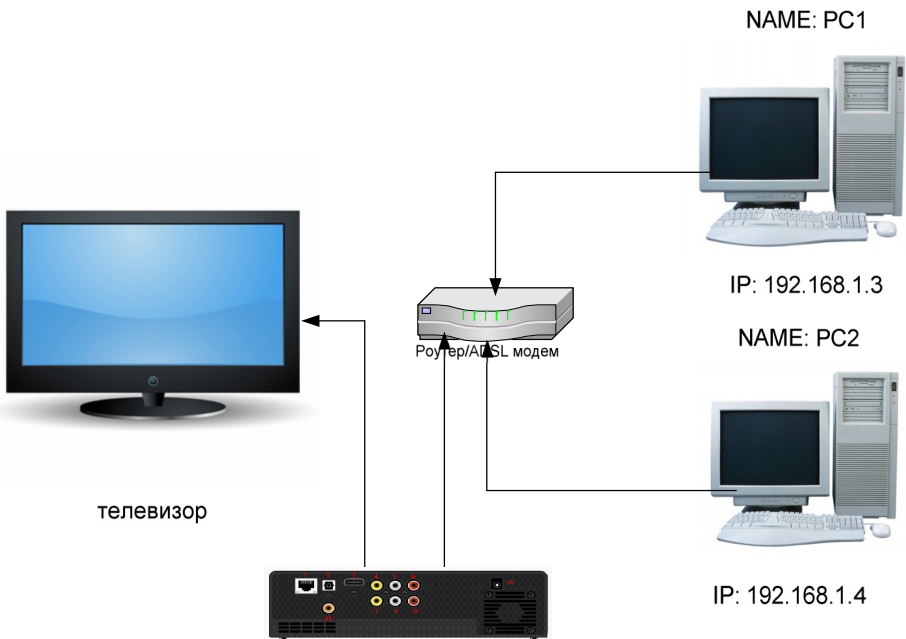 NAME: PC1
IP: 192.168.1.3
NAME: PC2
Роутер/ADSL модем
телевизор
IP: 192.168.1.4